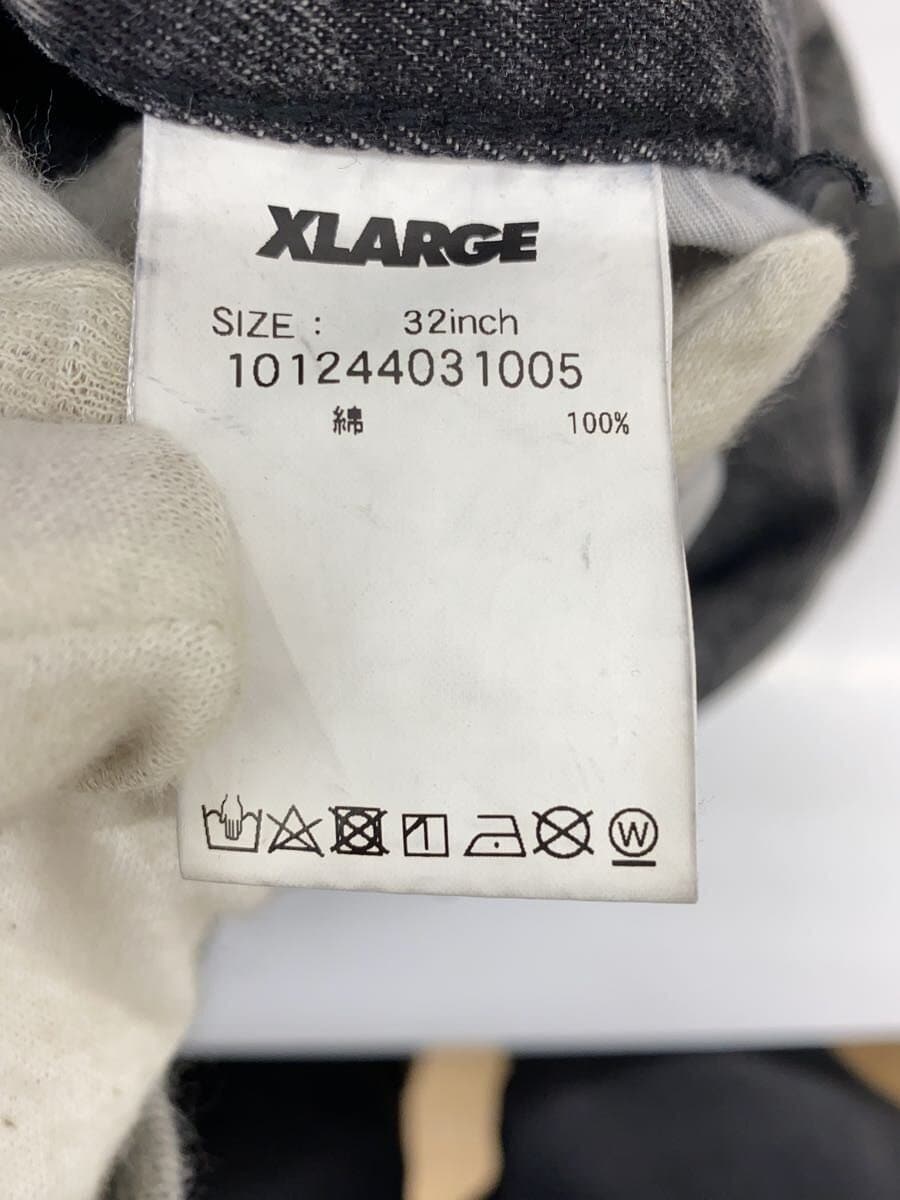 XLARGE
SIZE : 32inch
101244031005
綿 100%
W